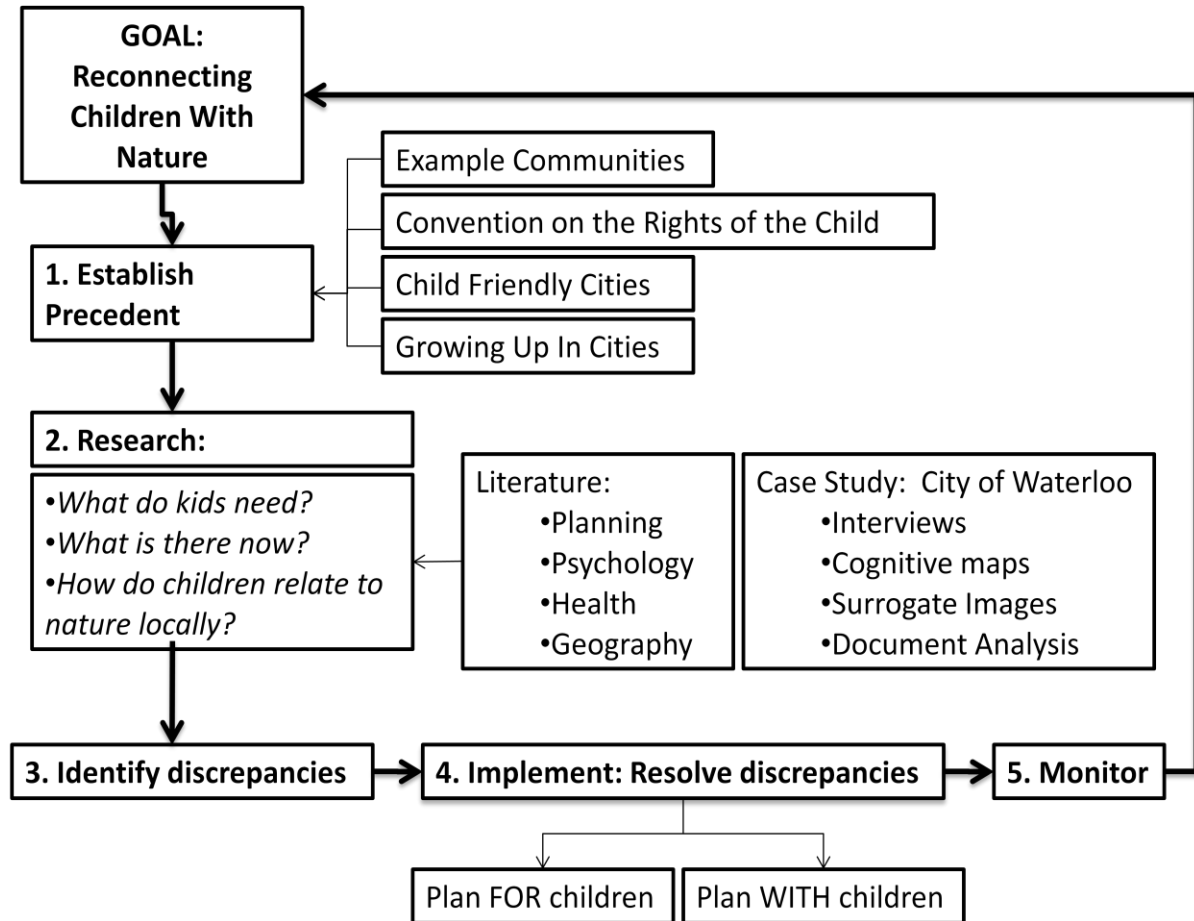 GOAL:
Reconnecting
Children With
Nature
Example Communities
Convention on the Rights of the Child
Child Friendly Cities
Growing Up In Cities
1. Establish
Precedent
2. Research:
•What do kids need?
•What is there now?
•How do children relate to
nature locally?
Literature:
•Planning
•Psychology
•Health
•Geography
Case Study:  City of Waterloo
•Interviews
•Cognitive maps
•Surrogate Images
•Document Analysis
3. Identify discrepancies
4. Implement: Resolve discrepancies
5. Monitor
Plan FOR children
Plan WITH children